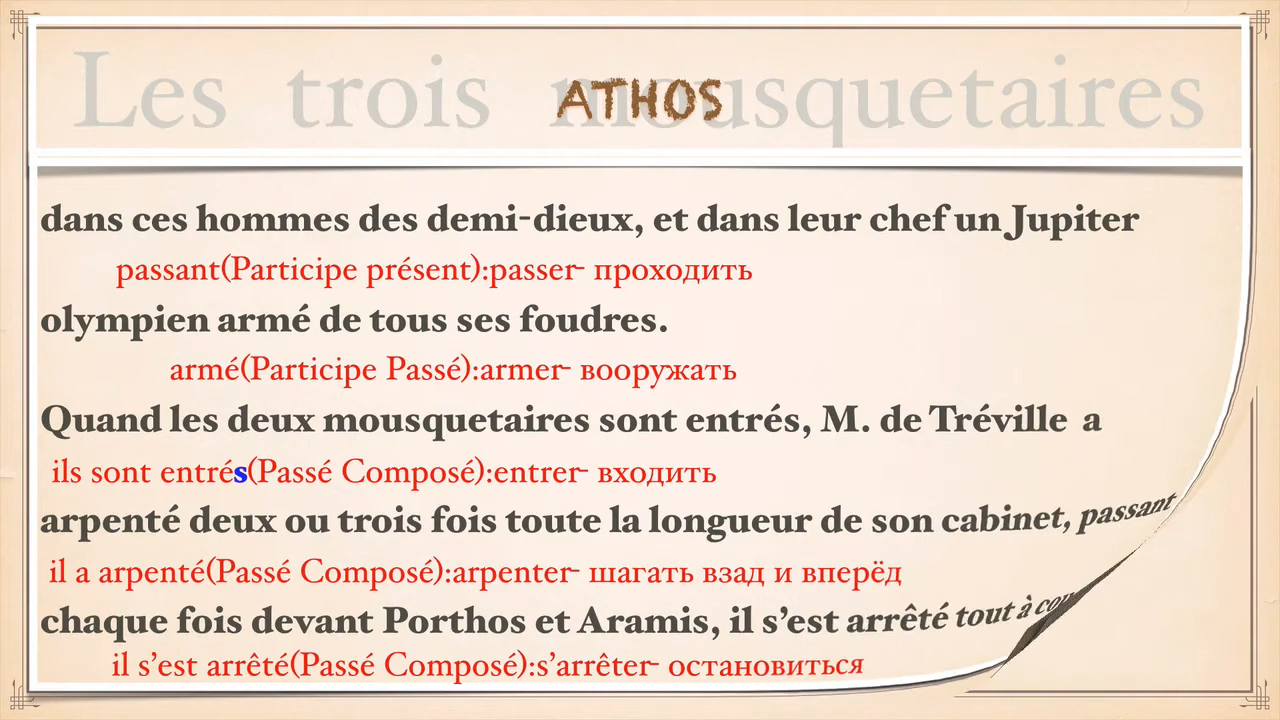 Les trois mousquetaires
ATHOS
dans ces hommes des demi-dieux, et dans leur chef un Jupiter
passant(Participe présent):passer- проходить
olympien armé de tous ses foudres.
armé(Participe Passé):armer- вооружать
Quand les deux mousquetaires sont entrés, M. de Tréville a
ils sont entrés(Passé Composé):entrer- входить
arpenté deux ou trois fois toute la longueur de son cabinet, passant
il a arpenté(Passé Composé):arpenter- шагать взад и вперёд
chaque fois devant Porthos et Aramis, il s’est arrêté tout à
il s’est arrêté(Passé Composé):s’arrêter- остановиться